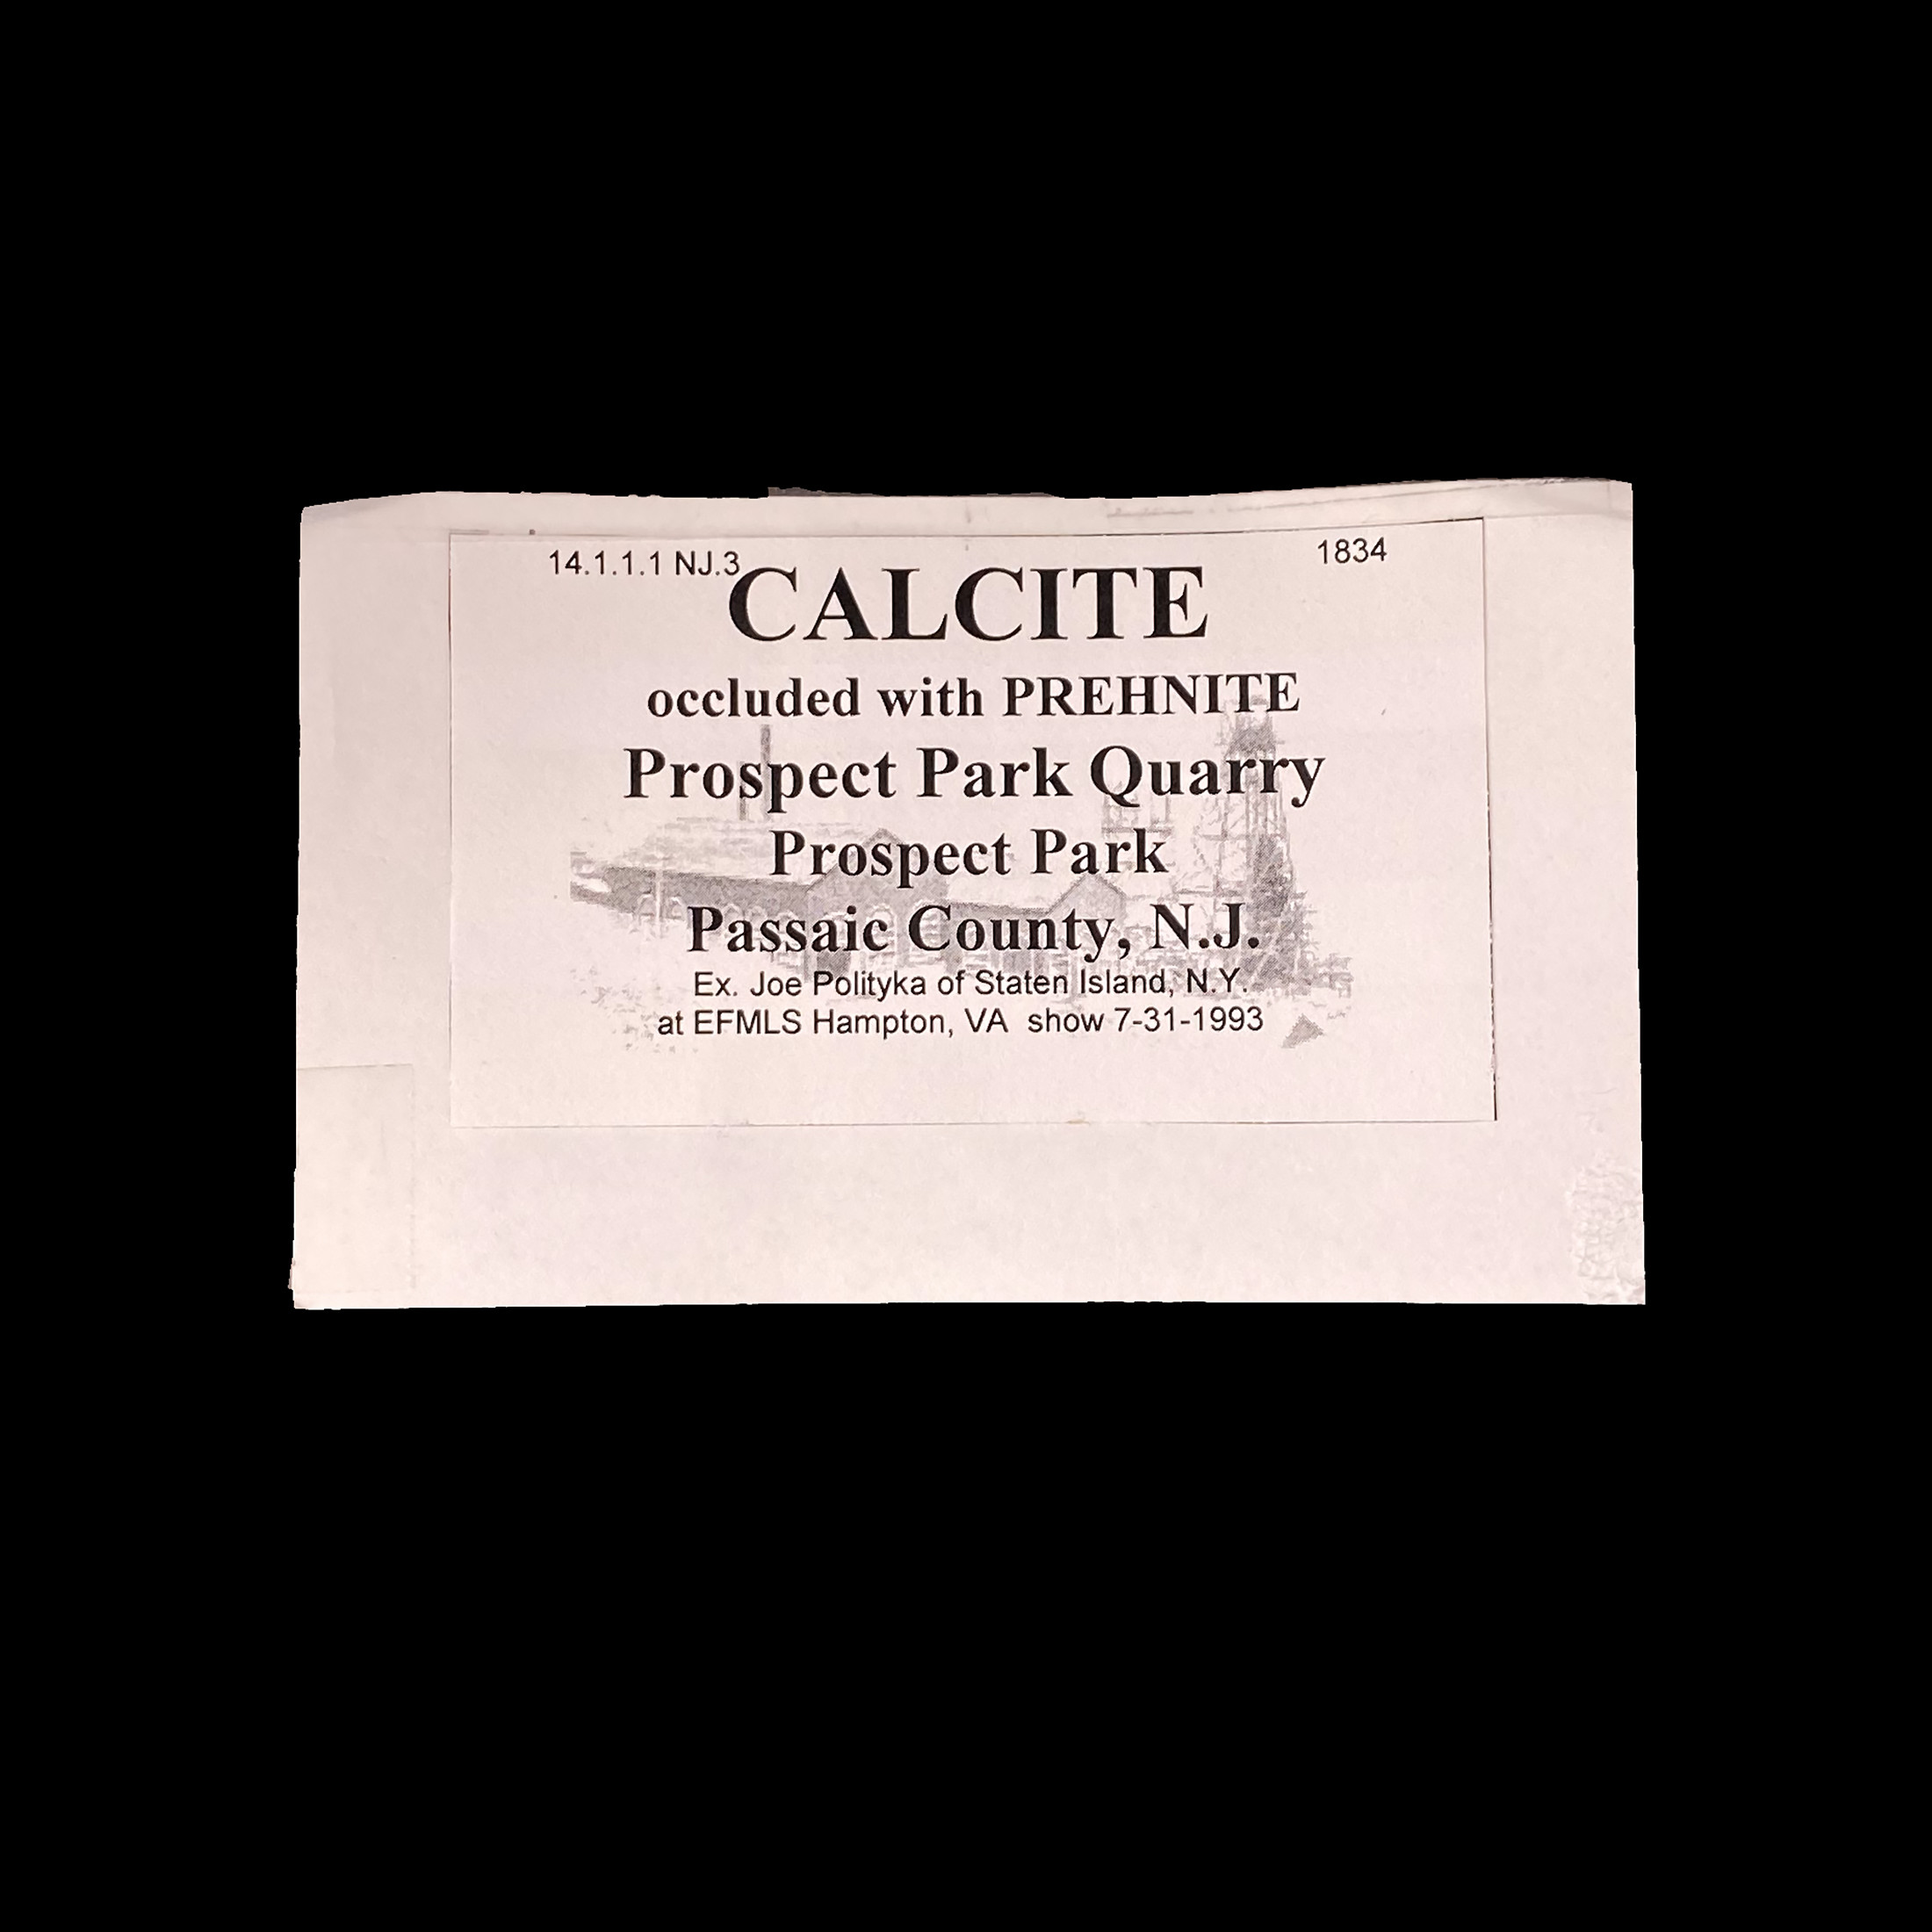 14.1.1.1 NJ.3 1834
CALCITE
occluded with PREHNITE
Prospect Park Quarry
Prospect Park
Passaic County, N.J.
Ex. Joe Polityka of Staten Island, N.Y.
at EFMLS Hampton, VA show 7-31-1993